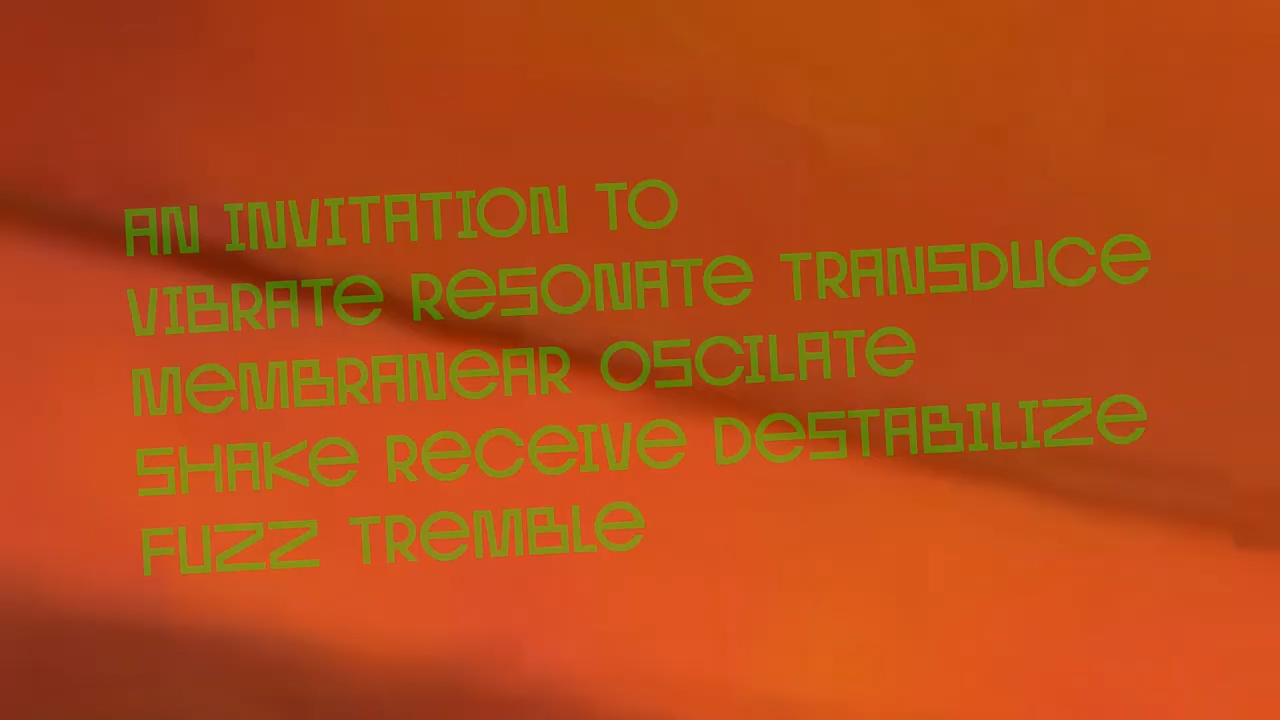 AN INVITATION TO
VIBRATE RESONATE TRANSDUCE
MEMBRANEAR OSCILATE
SHAKE RECEIVE DESTABILIZE
FUZZ TREMBLE